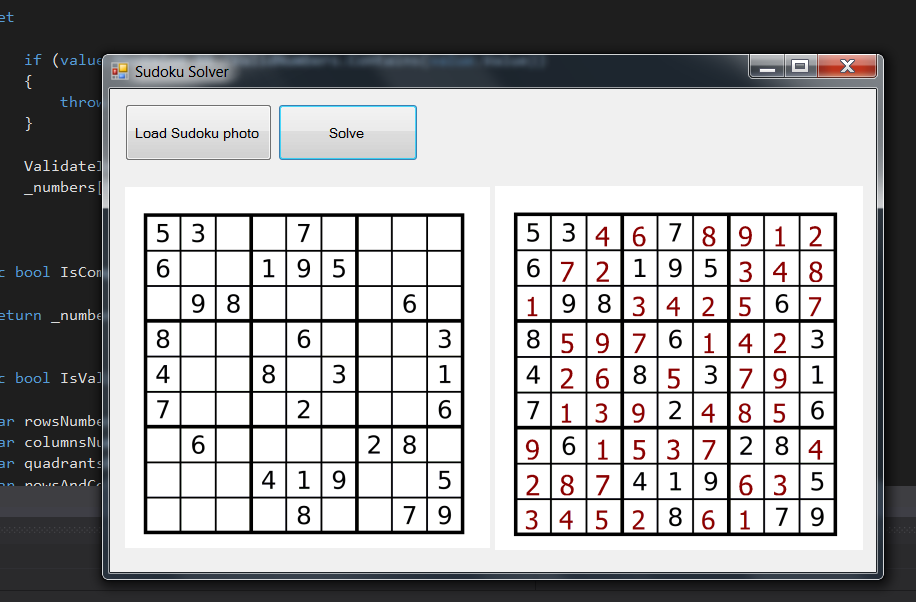 et
if (value
{
throw
}
ValidateI
_numbers[
c bool IsCom
eturn _numbe
c bool IsVal
ar rowsNumbe
ar columnsNu
ar quadrants
ar rowsAndCo
Sudoku Solver
Load Sudoku photo
Solve
5 3 7
6 1 9 5
9 8 6
8 6 3
4 8 3 1
7 2 6
6 2 8
4 1 9 5
8 7 9
5 3 4 6 7 8 9 1 2
6 7 2 1 9 5 3 4 8
1 9 8 3 4 2 5 6 7
8 5 9 7 6 1 4 2 3
4 2 6 8 5 3 7 9 1
7 1 3 9 2 4 8 5 6
9 6 1 5 3 7 2 8 4
2 8 7 4 1 9 6 3 5
3 4 5 2 8 6 1 7 9